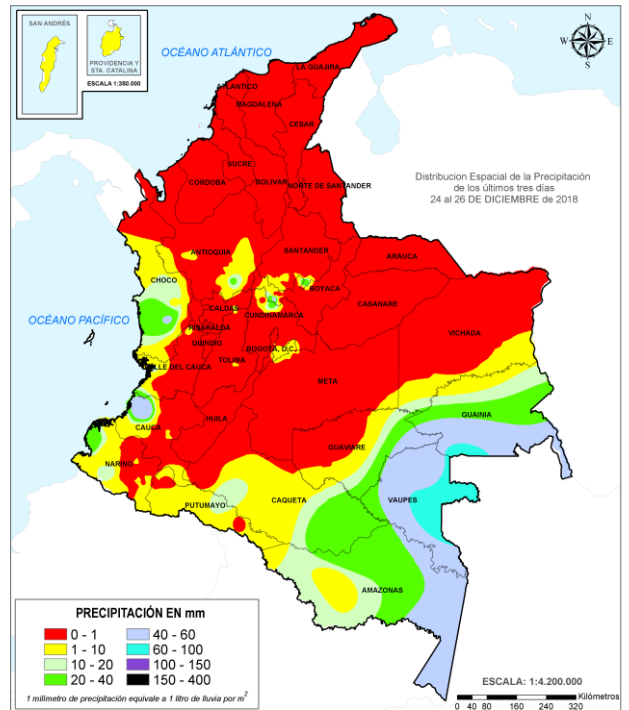 SAN ANDRÉS
PROVIDENCIA Y
STA. CATALINA
ESCALA 1:350.000
OCÉANO ATLÁNTICO
N
W
E
S
LA GUAJIRA
ATLANTICO
MAGDALENA
CESAR
SUCRE
CORDOBA
BOLIVAR
NORTE DE SANTANDER
Distribucion Espacial de la Precipitación
de los últimos tres días
24 al 26 DE DICIEMBRE de 2018
ANTIOQUIA
SANTANDER
ARAUCA
CHOCO
BOYACA
CASANARE
CALDAS
CUNDINAMARCA
OCÉANO PACÍFICO
RISARALDA
VICHADA
QUINDIO
BOGOTA, D.C.
TOLIMA
VALLE DEL CAUCA
META
GUAINIA
HUILA
CAUCA
GUAVIARE
NARIÑO
CAQUETA
VAUPES
PUTUMAYO
AMAZONAS
PRECIPITACIÓN EN mm
0 - 1
40 - 60
1 - 10
60 - 100
10 - 20
100 - 150
20 - 40
150 - 400
1 milímetro de precipitación equivale a 1 litro de lluvia por m²
ESCALA: 1:4.200.000
Kilómetros
0 40 80 160 240 320